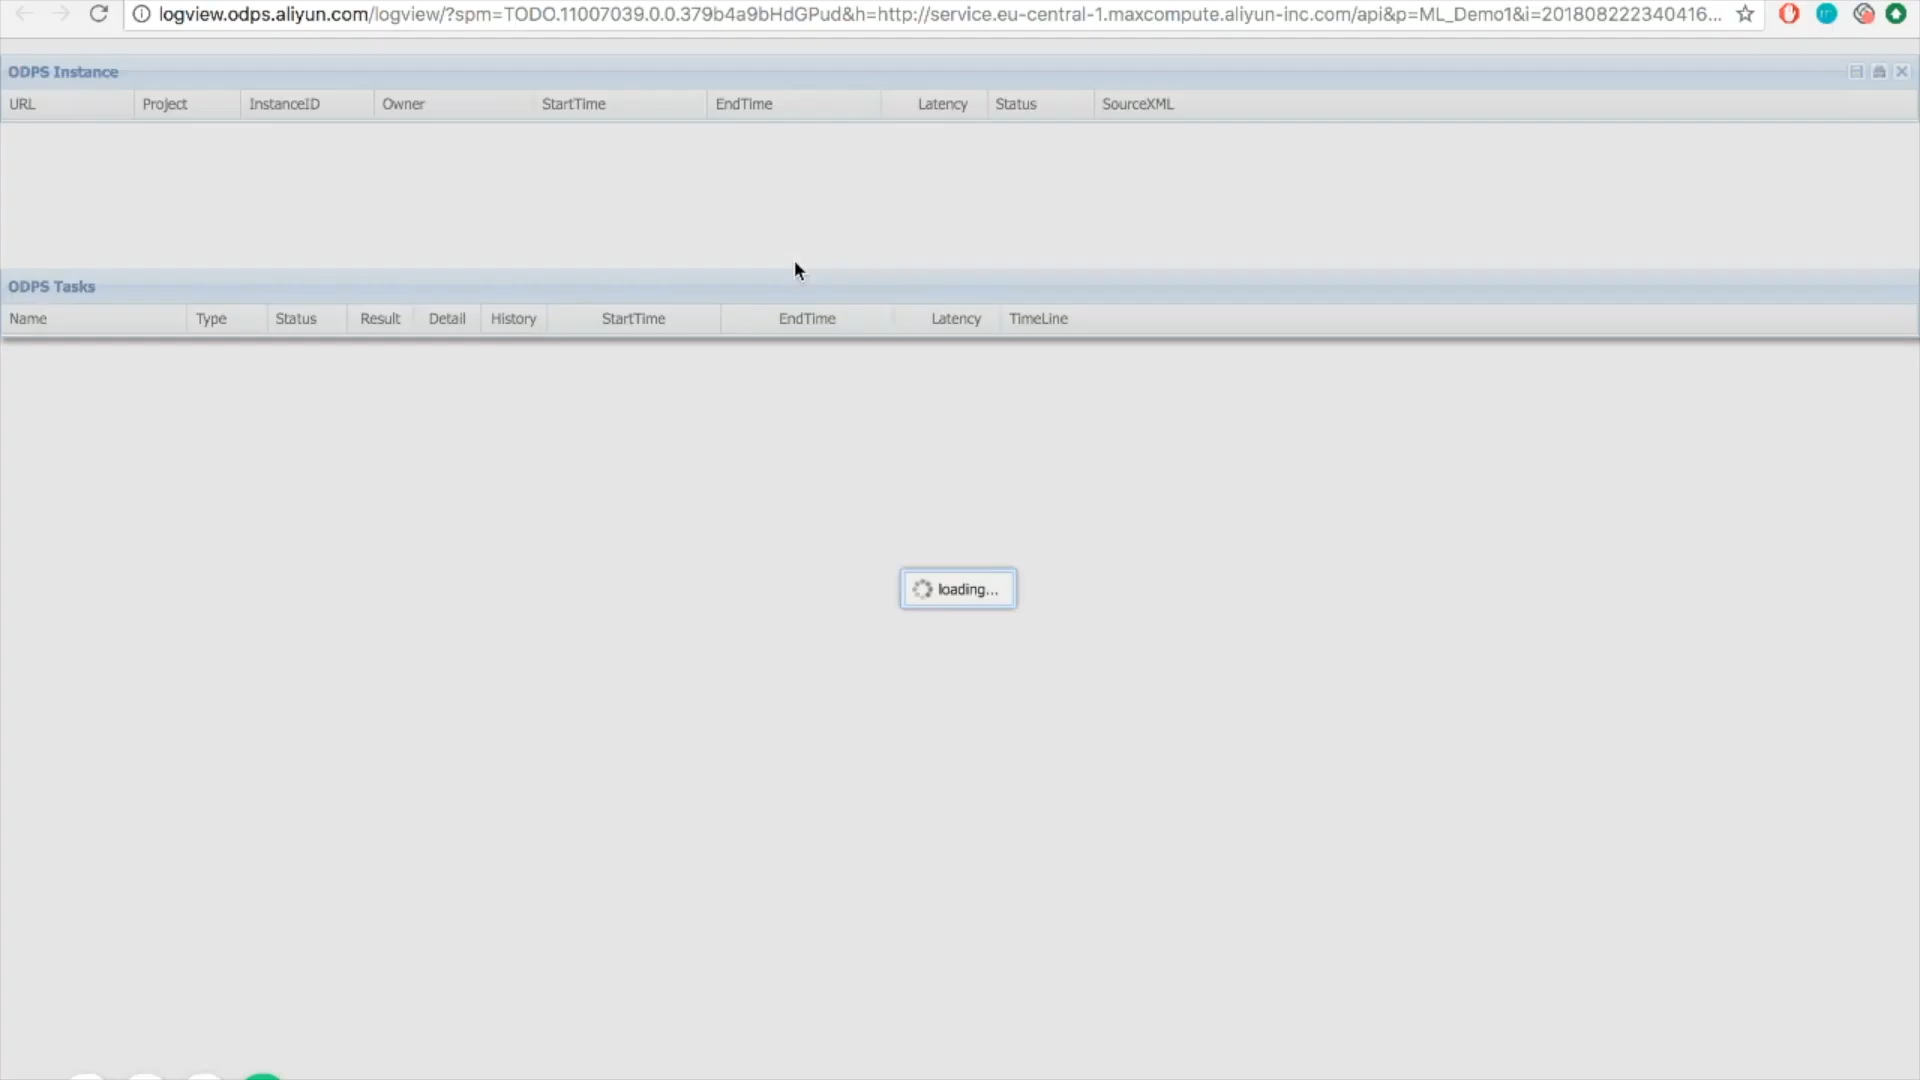 logview.odps.aliyun.com/logview/?spm=TODO.11007039.0.0.379b4a9bHdGPud&h=http://service.eu-central-1.maxcompute.aliyun-inc.com/api&p=ML_Demo1&i=201808222340416...
ODPS Instance
URL Project InstanceID Owner StartTime EndTime Latency Status SourceXML
ODPS Tasks
Name Type Status Result Detail History StartTime EndTime Latency TimeLine
loading...